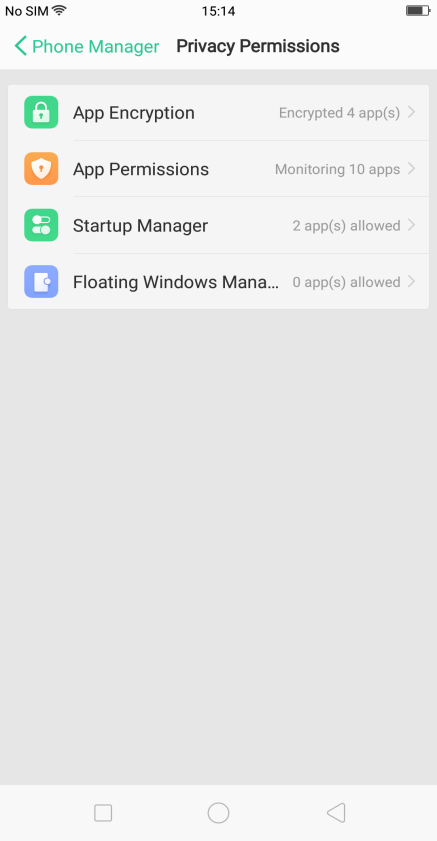 No SIM 15:14
Phone Manager Privacy Permissions
App Encryption Encrypted 4 app(s)
App Permissions Monitoring 10 apps
Startup Manager 2 app(s) allowed
Floating Windows Mana... 0 app(s) allowed